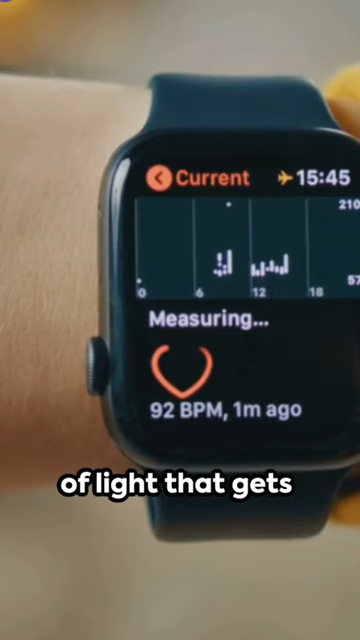 Current
15:45
210
57
0 6 12 18
Measuring...
92 BPM, 1m ago
of light that gets